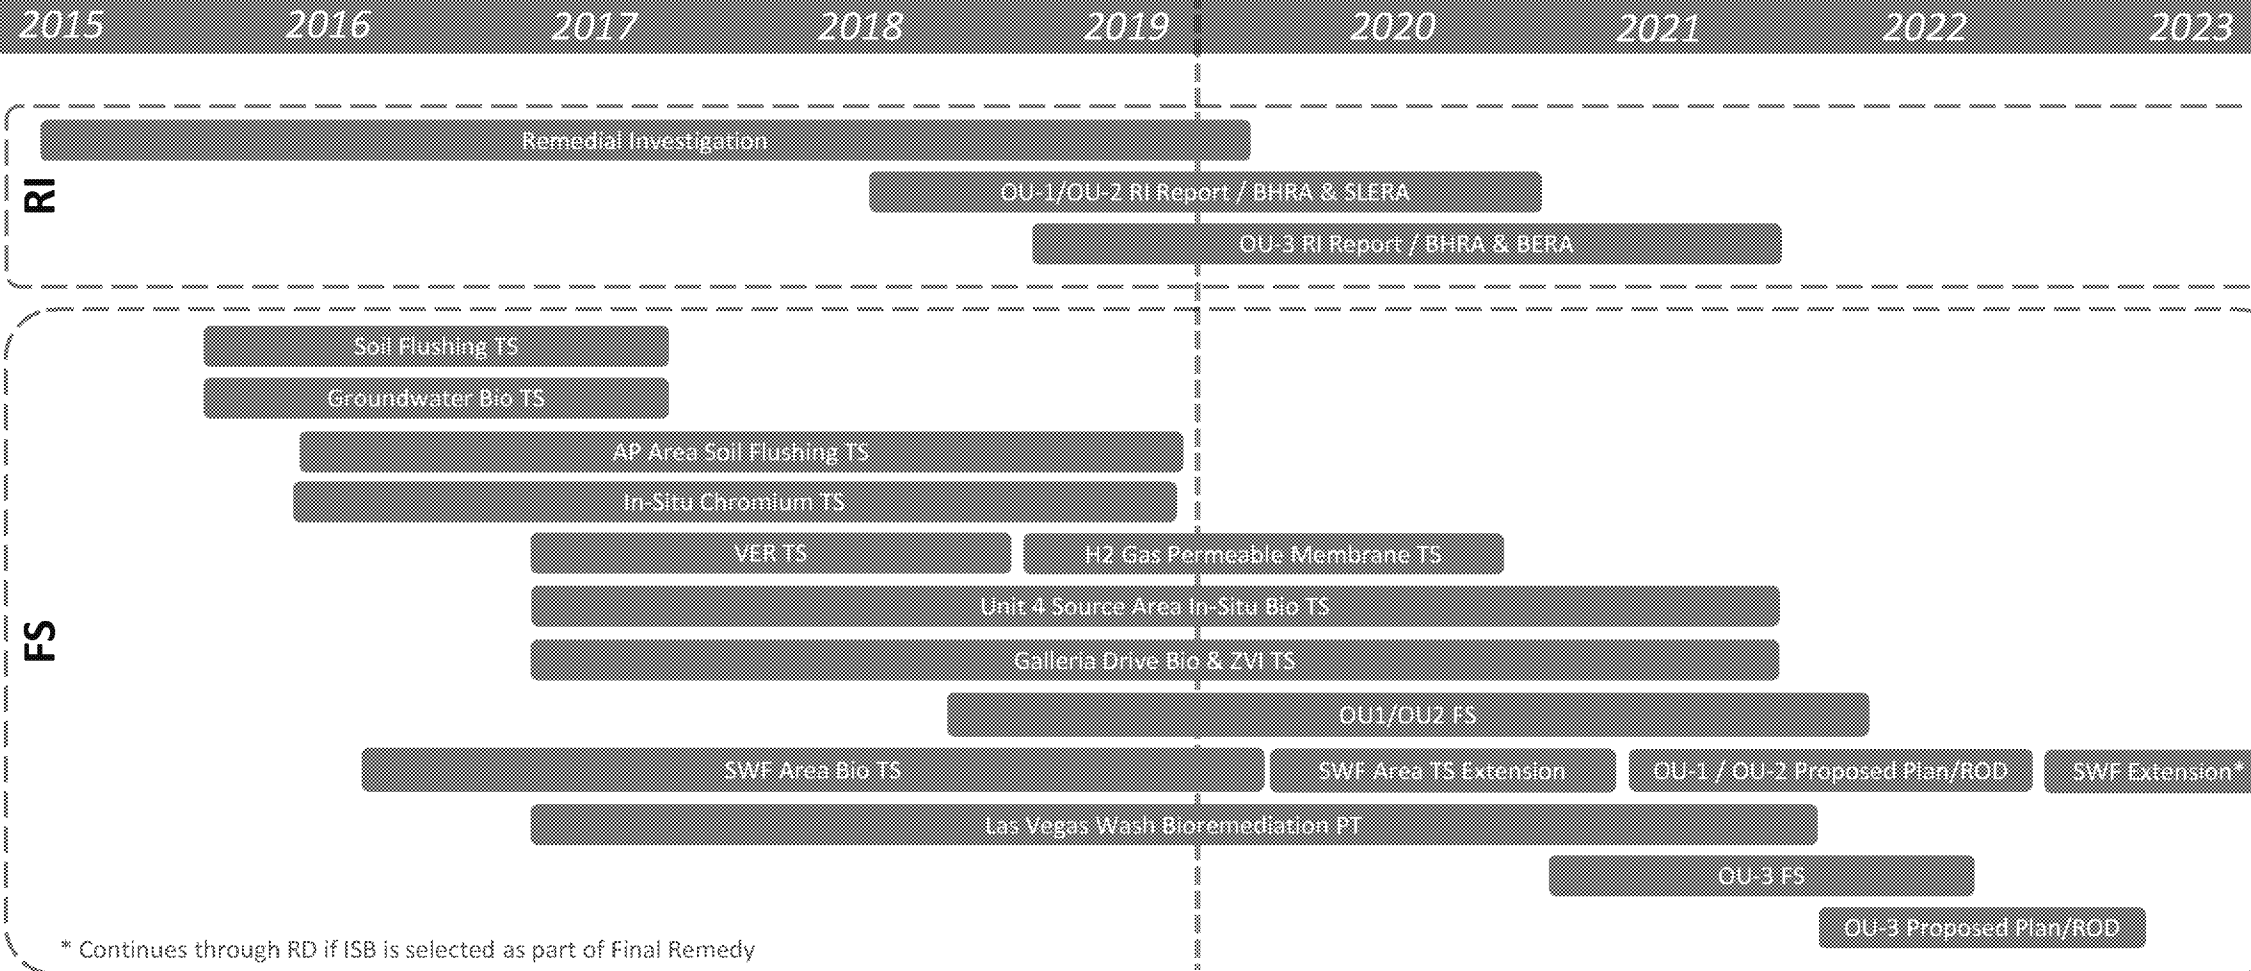 2015 2016 2017 2018 2019 2020 2021 2022 2023
RI
Remedial Investigation
OU-1/OU-2 RI Report / BHRA & SLERA
OU-3 RI Report / BHRA & BERA
FS
Soil Flushing TS
Groundwater Bio TS
AP Area Soil Flushing TS
In-Situ Chromium TS
VER TS
H2 Gas Permeable Membrane TS
Unit 4 Source Area In-Situ Bio TS
Galleria Drive Bio & ZVI TS
OU1/OU2 FS
SWF Area Bio TS
SWF Area TS Extension
OU-1 / OU-2 Proposed Plan/ROD
SWF Extension*
Las Vegas Wash Bioremediation PT
OU-3 FS
OU-3 Proposed Plan/ROD
* Continues through RD if ISB is selected as part of Final Remedy